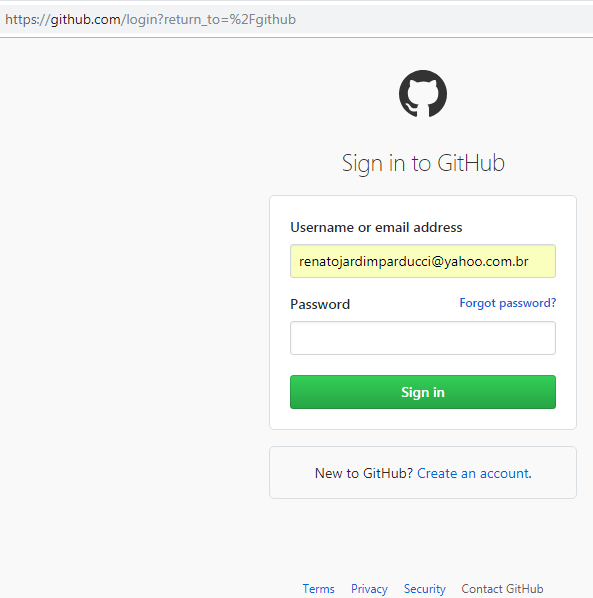 https://github.com/login?return_to=%2Fgithub
Sign in to GitHub
Username or email address
renatojardimparducci@yahoo.com.br
Password Forgot password?
Sign in
New to GitHub? Create an account.
Terms Privacy Security Contact GitHub